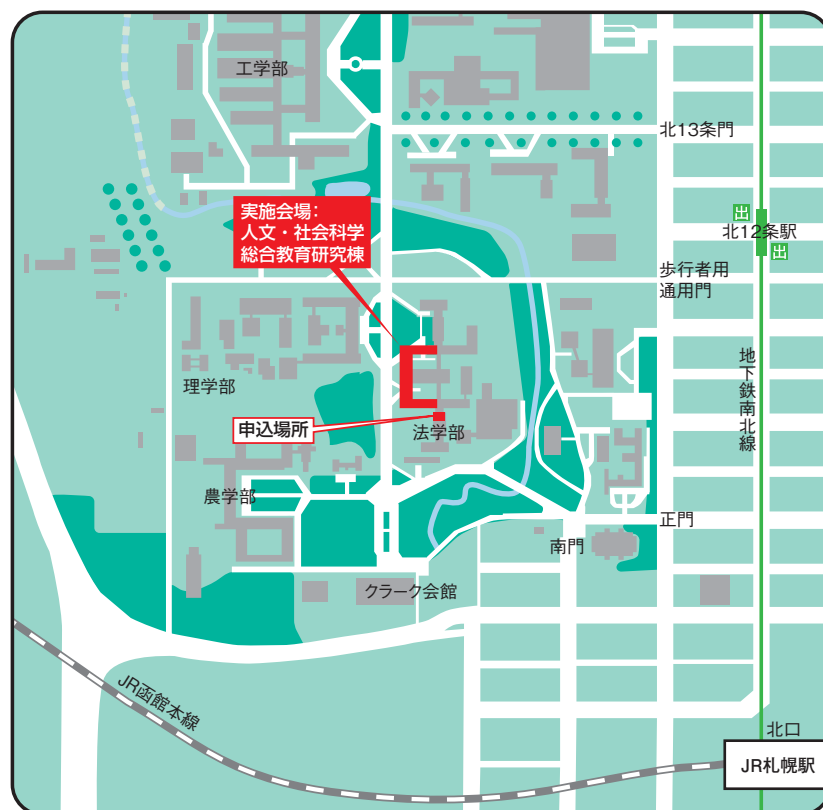 工学部
北13条門
実施会場：
人文・社会科学
総合教育研究棟
出
北12条駅
出
歩行者用
通用門
地下鉄南北線
理学部
申込場所
法学部
農学部
正門
南門
クラーク会館
JR函館本線
北口
JR札幌駅